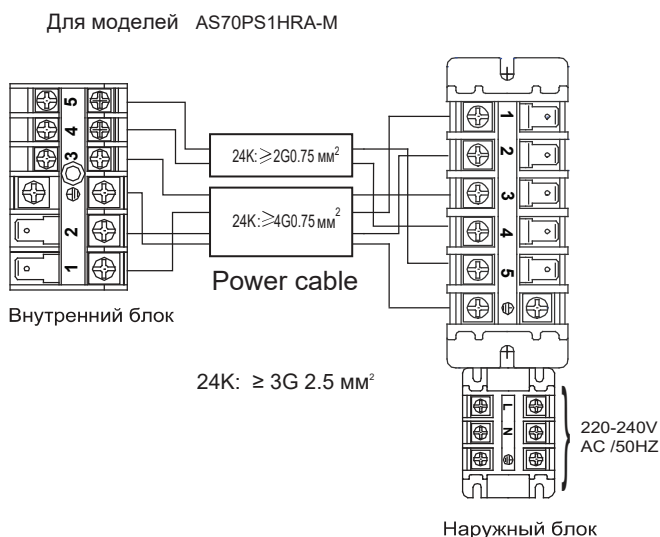 Для моделей AS70PS1HRA-M
5
4
3
2
1
Внутренний блок
24K:≥2G0.75 мм²
24K:≥4G0.75 мм²
Power cable
24K: ≥ 3G 2.5 мм²
1
2
3
4
5
L
N
220-240V
AC /50HZ
Наружный блок